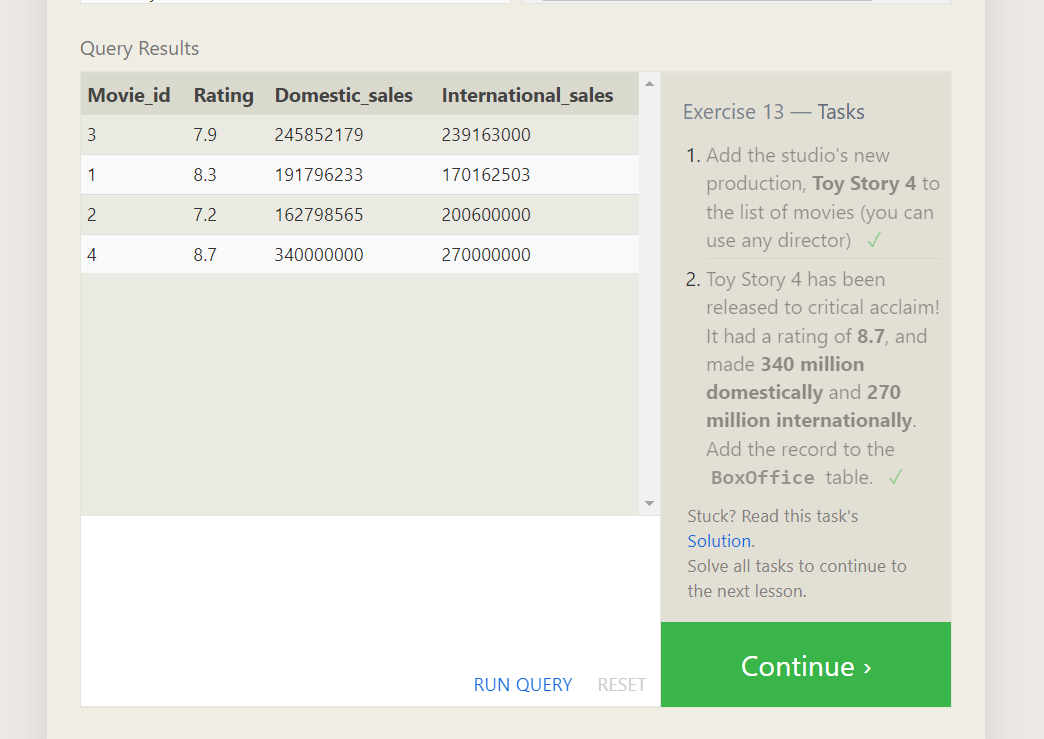 Query Results
Movie_id Rating Domestic_sales International_sales
3 7.9 245852179 239163000
1 8.3 191796233 170162503
2 7.2 162798565 200600000
4 8.7 340000000 270000000
RUN QUERY RESET
Exercise 13 — Tasks
1. Add the studio's new
production, Toy Story 4 to
the list of movies (you can
use any director) ✓
2. Toy Story 4 has been
released to critical acclaim!
It had a rating of 8.7, and
made 340 million
domestically and 270
million internationally.
Add the record to the
BoxOffice table. ✓
Stuck? Read this task's
Solution.
Solve all tasks to continue to
the next lesson.
Continue ›